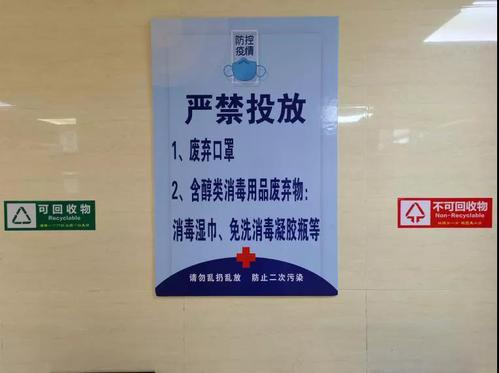 防控
疫情
严禁投放
1、废弃口罩
2、含醇类消毒用品废弃物：
消毒湿巾、免洗消毒凝胶瓶等
请勿乱扔乱放 防止二次污染
可回收物
Recyclable
不可回收物
Non-Recyclable